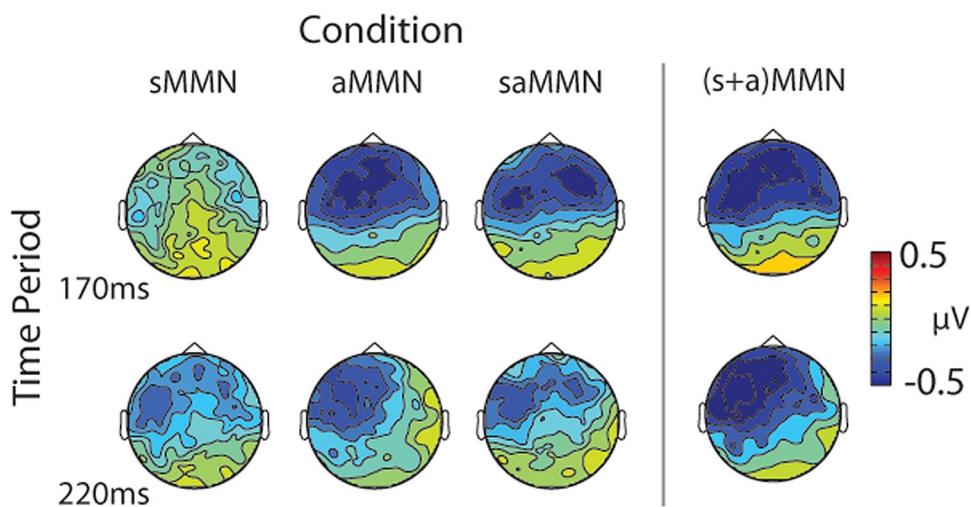 Condition
sMMN aMMN saMMN (s+a)MMN
Time Period
170ms
220ms
0.5
µV
-0.5